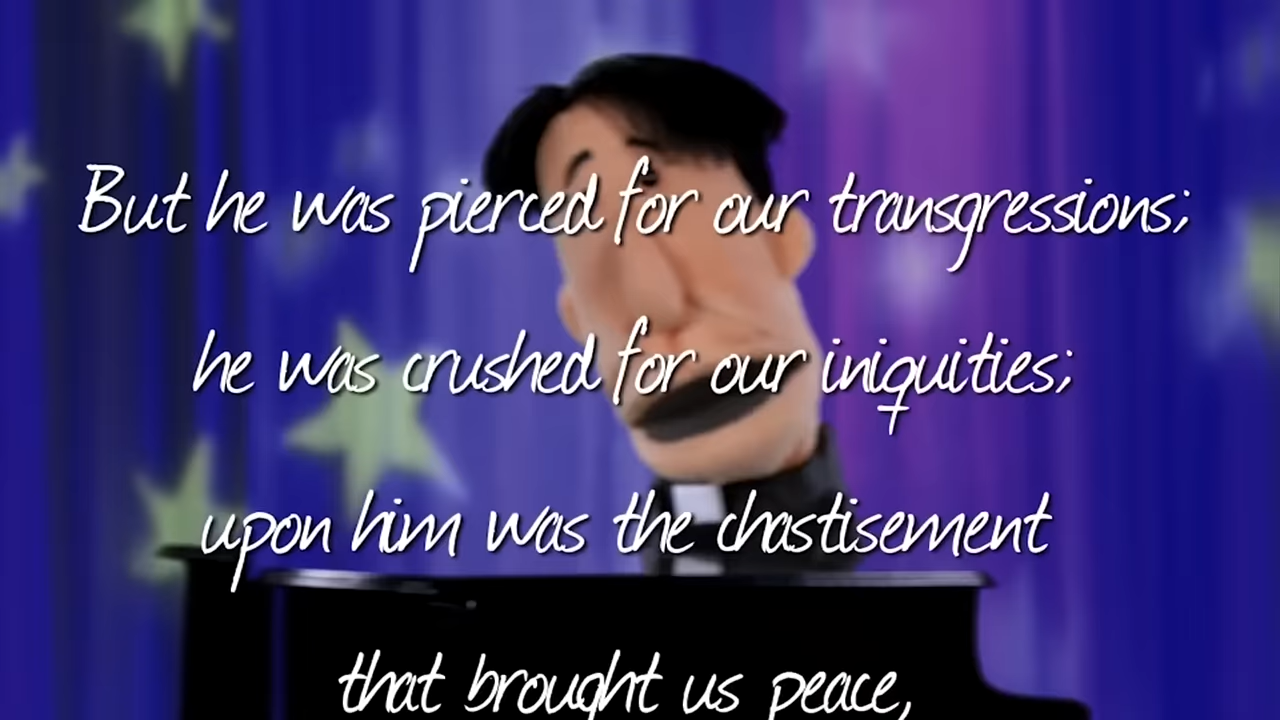 But he was pierced for our transgressions;
he was crushed for our iniquities;
upon him was the chastisement
that brought us peace,